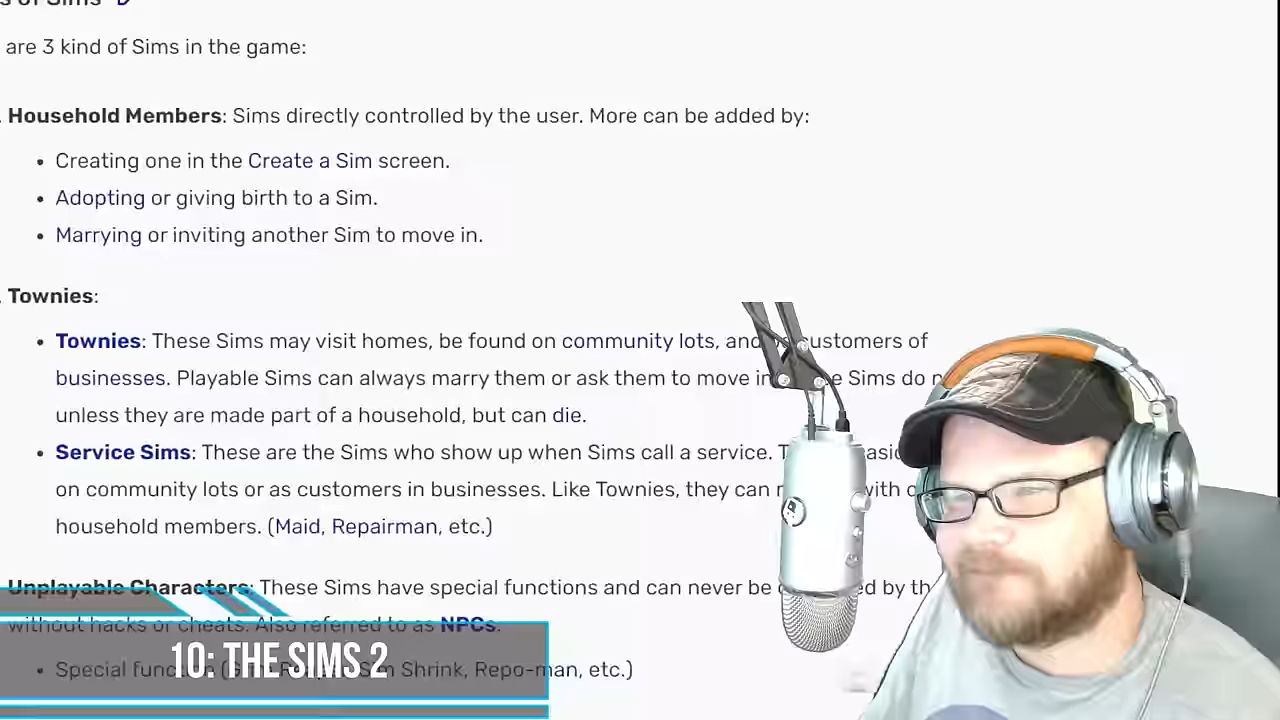 are 3 kind of Sims in the game:
Household Members: Sims directly controlled by the user. More can be added by:
• Creating one in the Create a Sim screen.
• Adopting or giving birth to a Sim.
• Marrying or inviting another Sim to move in.
Townies:
• Townies: These Sims may visit homes, be found on community lots, and customers of
businesses. Playable Sims can always marry them or ask them to move in Sims do
unless they are made part of a household, but can die.
• Service Sims: These are the Sims who show up when Sims call a service.
on community lots or as customers in businesses. Like Townies, they can with
household members. (Maid, Repairman, etc.)
Unplayable Characters: These Sims have special functions and can never be by
without hacks or cheats. Also referred to as NPCs.
10: THE SIMS 2
• Special Shrink, Repo-man, etc.)